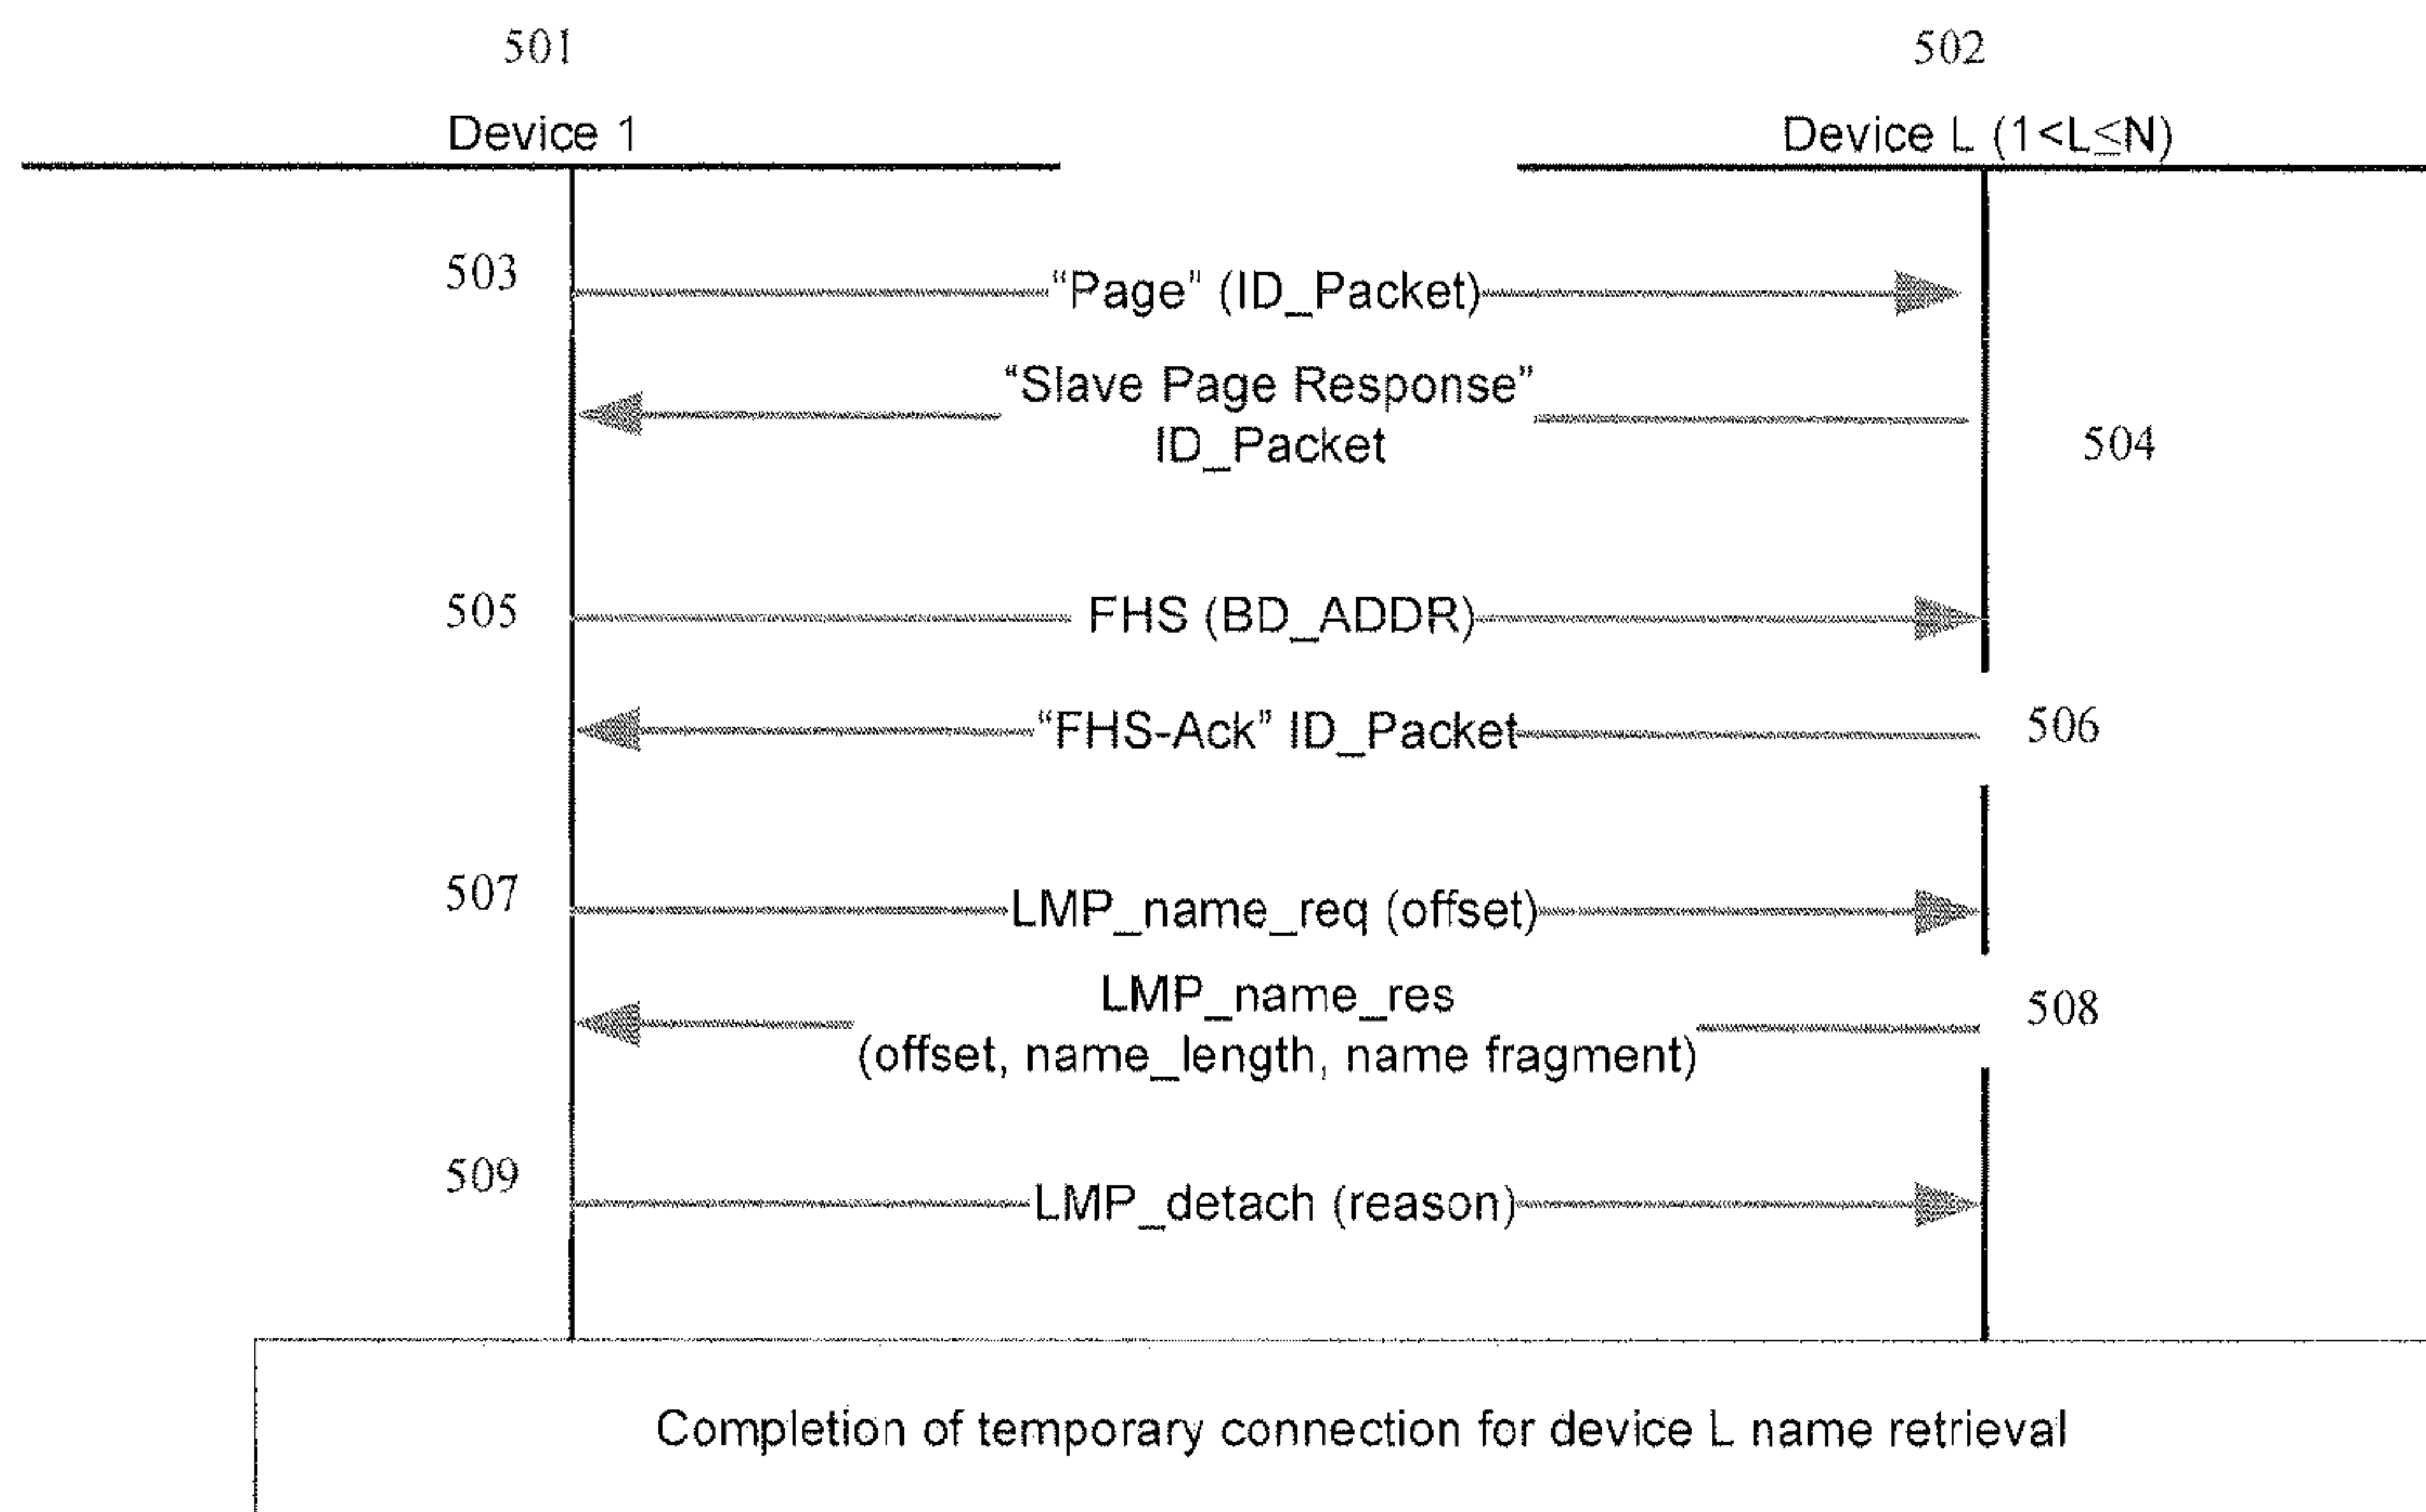 501
502
Device 1
Device L (1<L≤N)
503
“Page” (ID_Packet)
“Slave Page Response”
ID_Packet
504
505
FHS (BD_ADDR)
“FHS-Ack” ID_Packet
506
507
LMP_name_req (offset)
LMP_name_res
(offset, name_length, name fragment)
508
509
LMP_detach (reason)
Completion of temporary connection for device L name retrieval